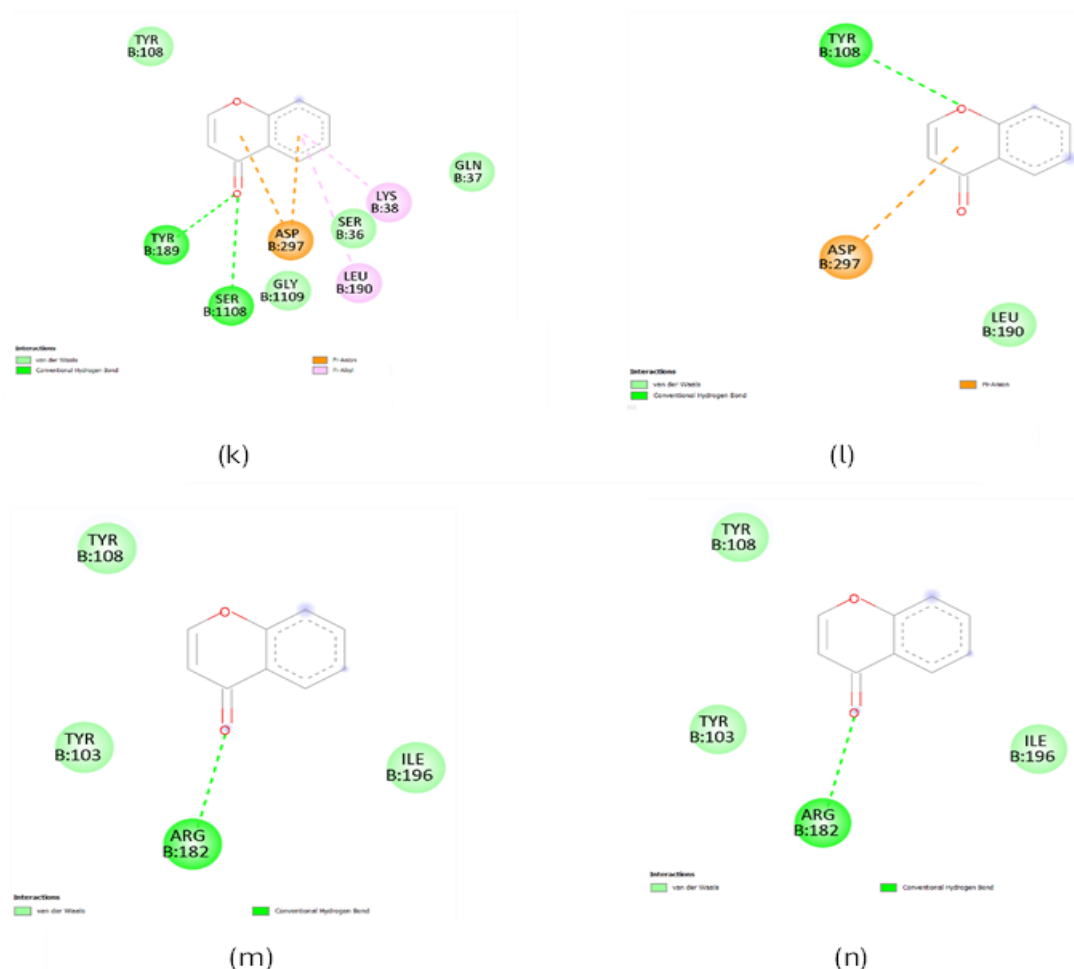 TYR
B:108
O
O
GLN
B:37
LYS
B:38
SER
B:36
TYR
B:189
ASP
B:297
LEU
B:190
GLY
B:1109
SER
B:1108
Interactions
van der Waals
Conventional Hydrogen Bond
Pi-Anion
Pi-Alkyl
(k)
TYR
B:108
O
O
ASP
B:297
LEU
B:190
Interactions
van der Waals
Conventional Hydrogen Bond
Pi-Anion
(l)
TYR
B:108
O
TYR
B:103
O
ILE
B:196
ARG
B:182
Interactions
van der Waals
Conventional Hydrogen Bond
(m)
TYR
B:108
O
TYR
B:103
O
ILE
B:196
ARG
B:182
Interactions
van der Waals
Conventional Hydrogen Bond
(n)